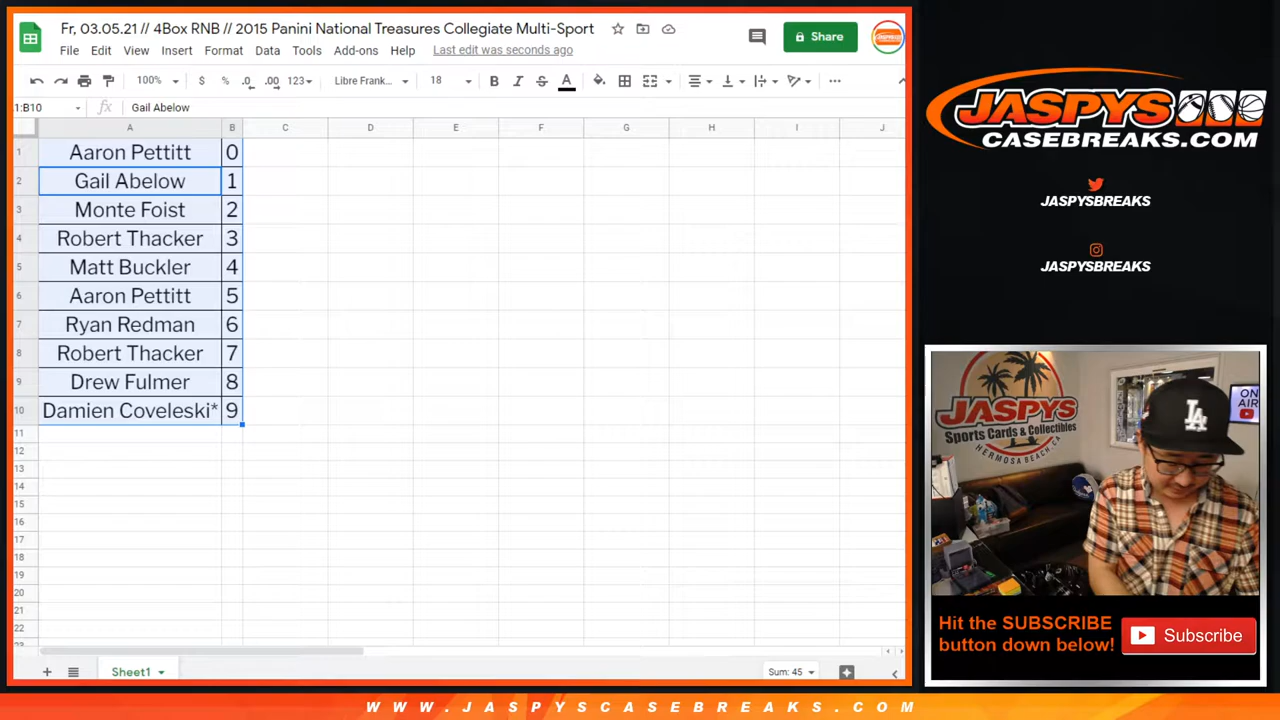 Fr, 03.05.21 // 4Box RNB // 2015 Panini National Treasures Collegiate Multi-Sport
File Edit View Insert Format Data Tools Add-ons Help Last edit was seconds ago
Share
100% $ % .0 .00 123 Libre Frank... 18 B I S A
1:B10 fx Gail Abelow
A B C D E F G H I J
1 Aaron Pettitt 0
2 Gail Abelow 1
3 Monte Foist 2
4 Robert Thacker 3
5 Matt Buckler 4
6 Aaron Pettitt 5
7 Ryan Redman 6
8 Robert Thacker 7
9 Drew Fulmer 8
10 Damien Coveleski* 9
11
12
13
14
15
16
17
18
19
20
21
22
23
Sheet1
Sum: 45
JASPYS
CASEBREAKS.COM
JASPYSBREAKS
JASPYSBREAKS
JASPYS
Sports Cards & Collectibles
HERMOSA BEACH, CA
LA
ON
AIR
Hit the SUBSCRIBE
button down below!
Subscribe
WWW.JASPYSCASEBREAKS.COM